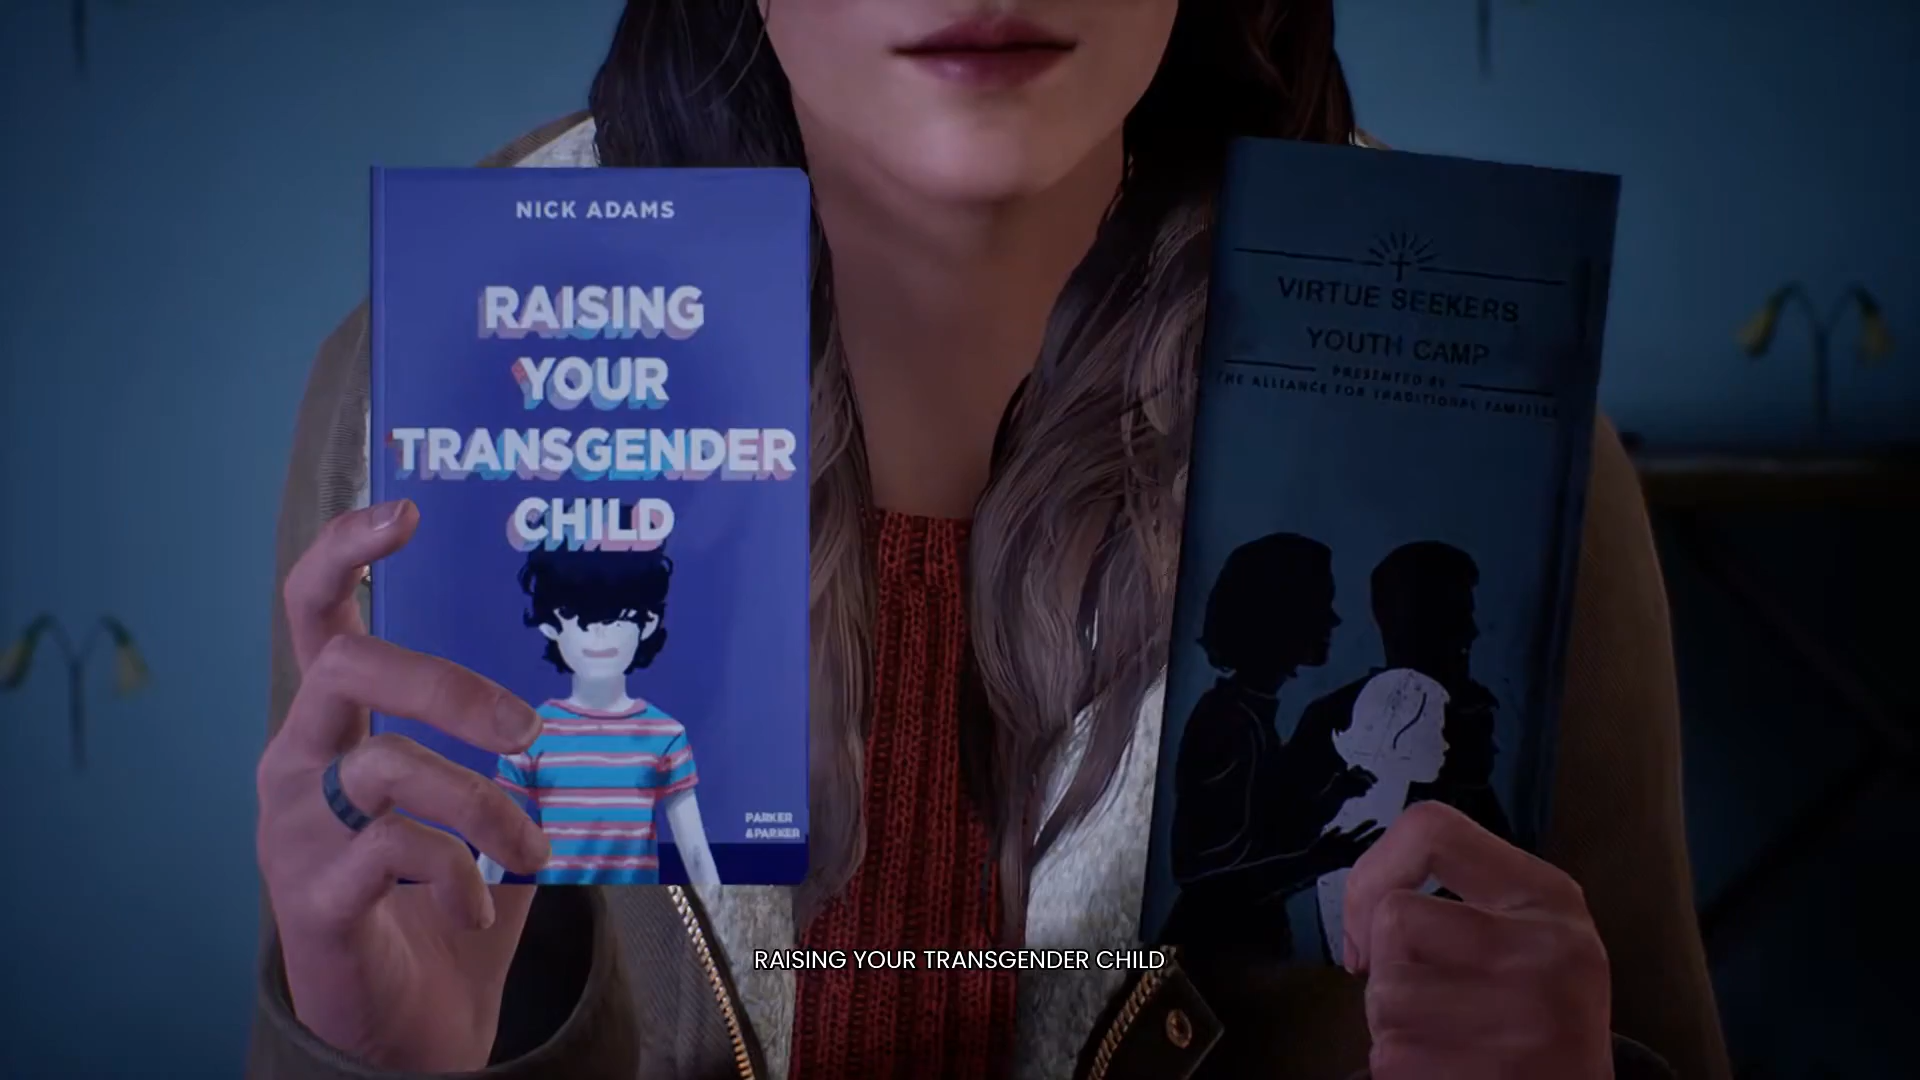 NICK ADAMS
RAISING
YOUR
TRANSGENDER
CHILD
PARKER
&PARKER
VIRTUE SEEKERS
YOUTH CAMP
PRESENTED BY
THE ALLIANCE FOR TRADITIONAL FAMILIES
RAISING YOUR TRANSGENDER CHILD